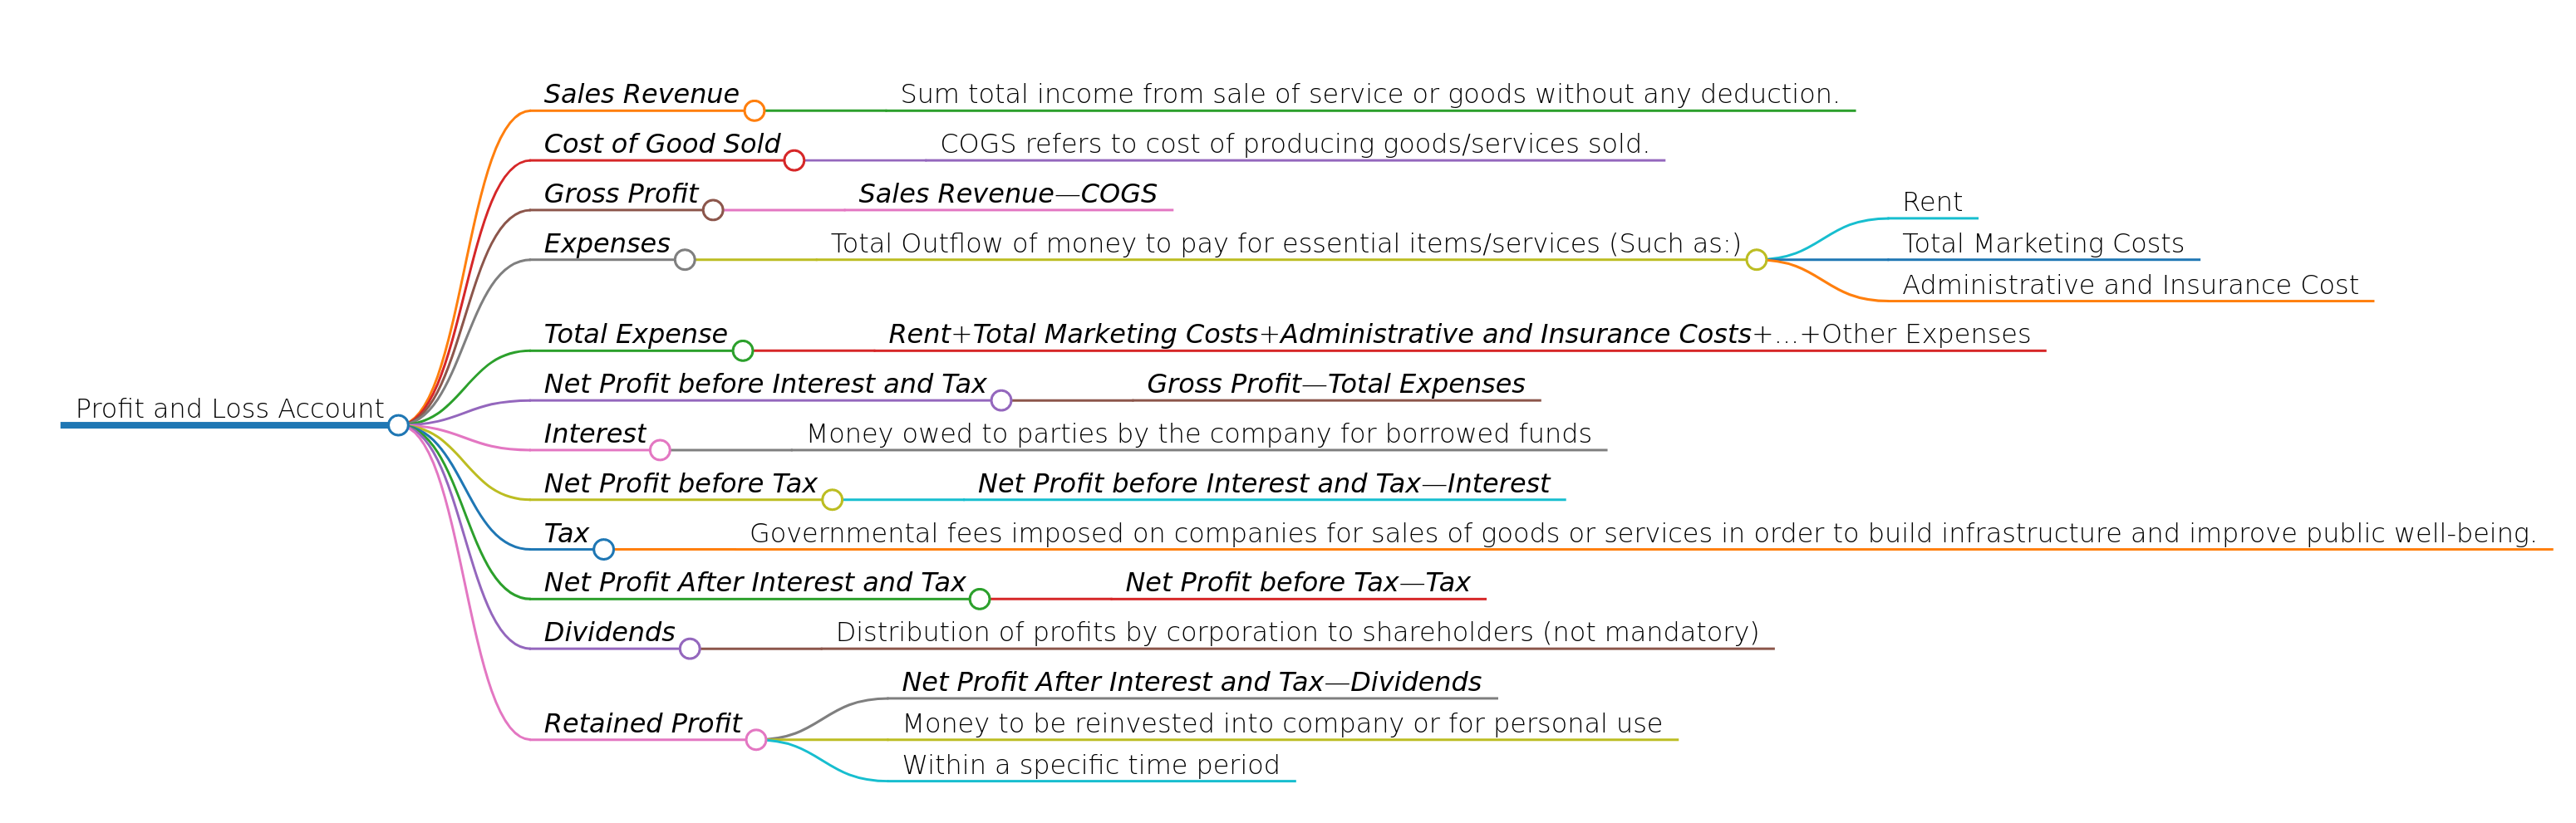 Profit and Loss Account
Sales Revenue
Sum total income from sale of service or goods without any deduction.
Cost of Good Sold
COGS refers to cost of producing goods/services sold.
Gross Profit
Sales Revenue—COGS
Expenses
Total Outflow of money to pay for essential items/services (Such as:)
Rent
Total Marketing Costs
Administrative and Insurance Cost
Total Expense
Rent+Total Marketing Costs+Administrative and Insurance Costs+...+Other Expenses
Net Profit before Interest and Tax
Gross Profit—Total Expenses
Interest
Money owed to parties by the company for borrowed funds
Net Profit before Tax
Net Profit before Interest and Tax—Interest
Tax
Governmental fees imposed on companies for sales of goods or services in order to build infrastructure and improve public well-being.
Net Profit After Interest and Tax
Net Profit before Tax—Tax
Dividends
Distribution of profits by corporation to shareholders (not mandatory)
Retained Profit
Net Profit After Interest and Tax—Dividends
Money to be reinvested into company or for personal use
Within a specific time period